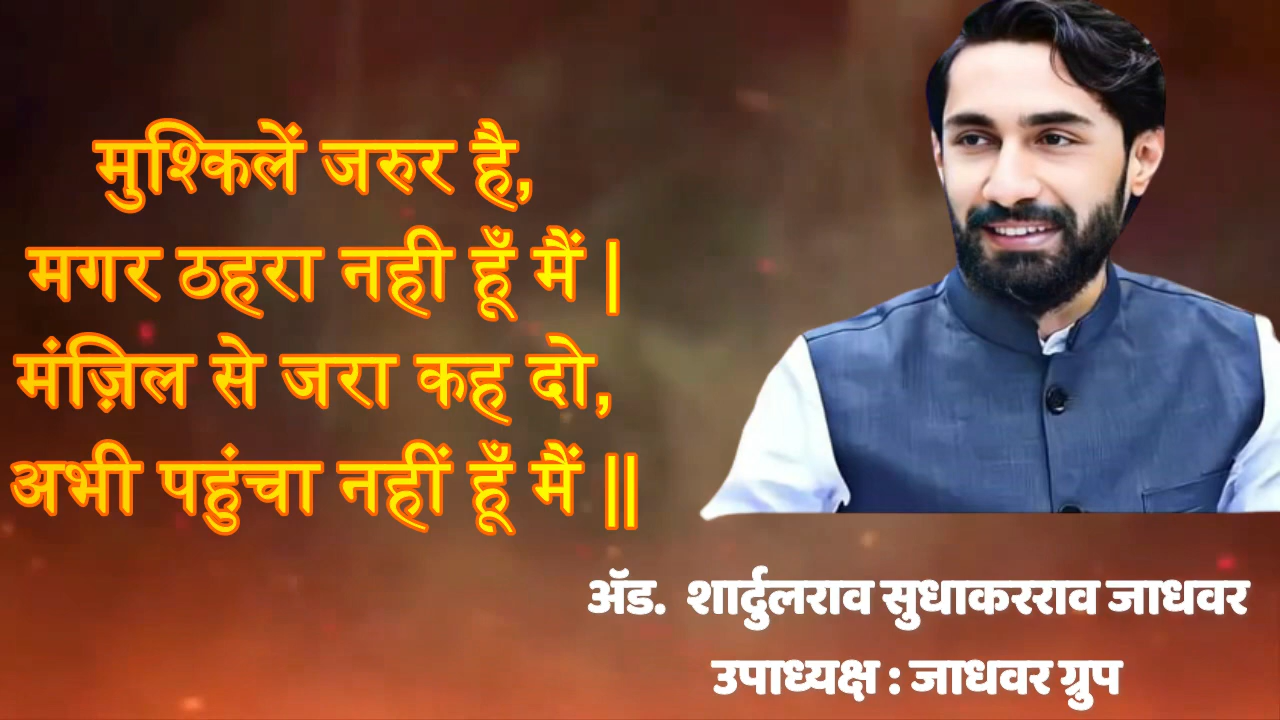 मुश्किलें जरुर है,
मगर ठहरा नही हूँ मैं |
मंज़िल से जरा कह दो,
अभी पहुंचा नहीं हूँ मैं ||
ॲड. शार्दुलराव सुधाकरराव जाधवर
उपाध्यक्ष : जाधवर ग्रुप